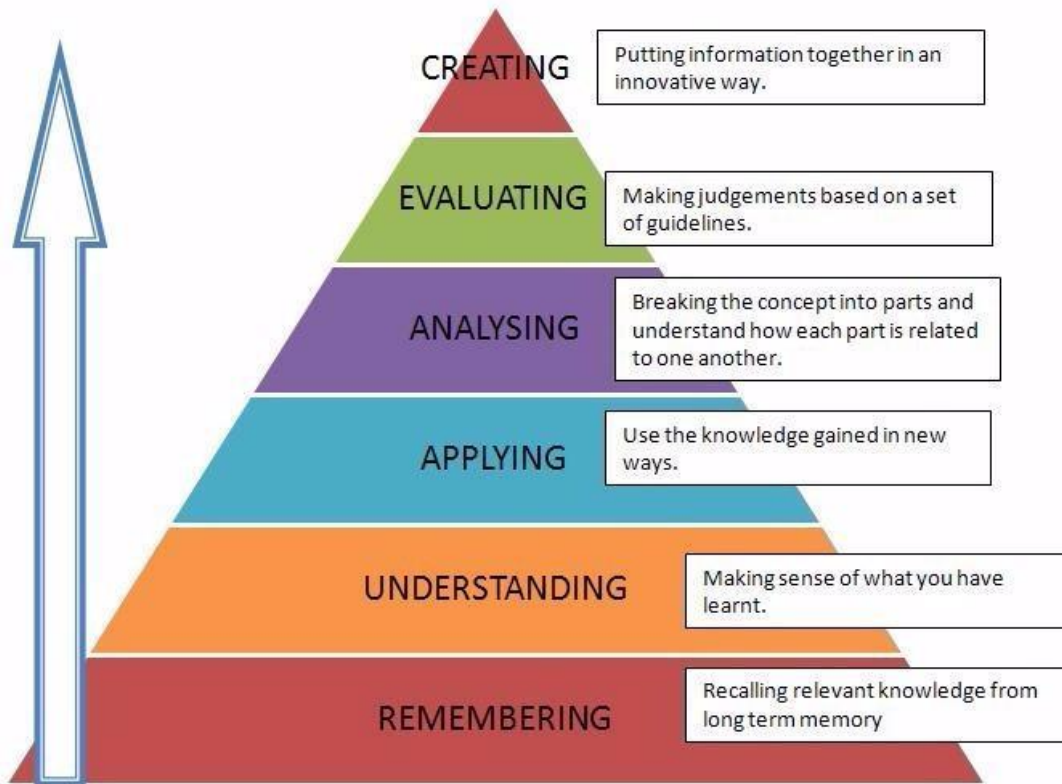 CREATING
Putting information together in an
innovative way.
EVALUATING
Making judgements based on a set
of guidelines.
ANALYSING
Breaking the concept into parts and
understand how each part is related
to one another.
APPLYING
Use the knowledge gained in new
ways.
UNDERSTANDING
Making sense of what you have
learnt.
REMEMBERING
Recalling relevant knowledge from
long term memory